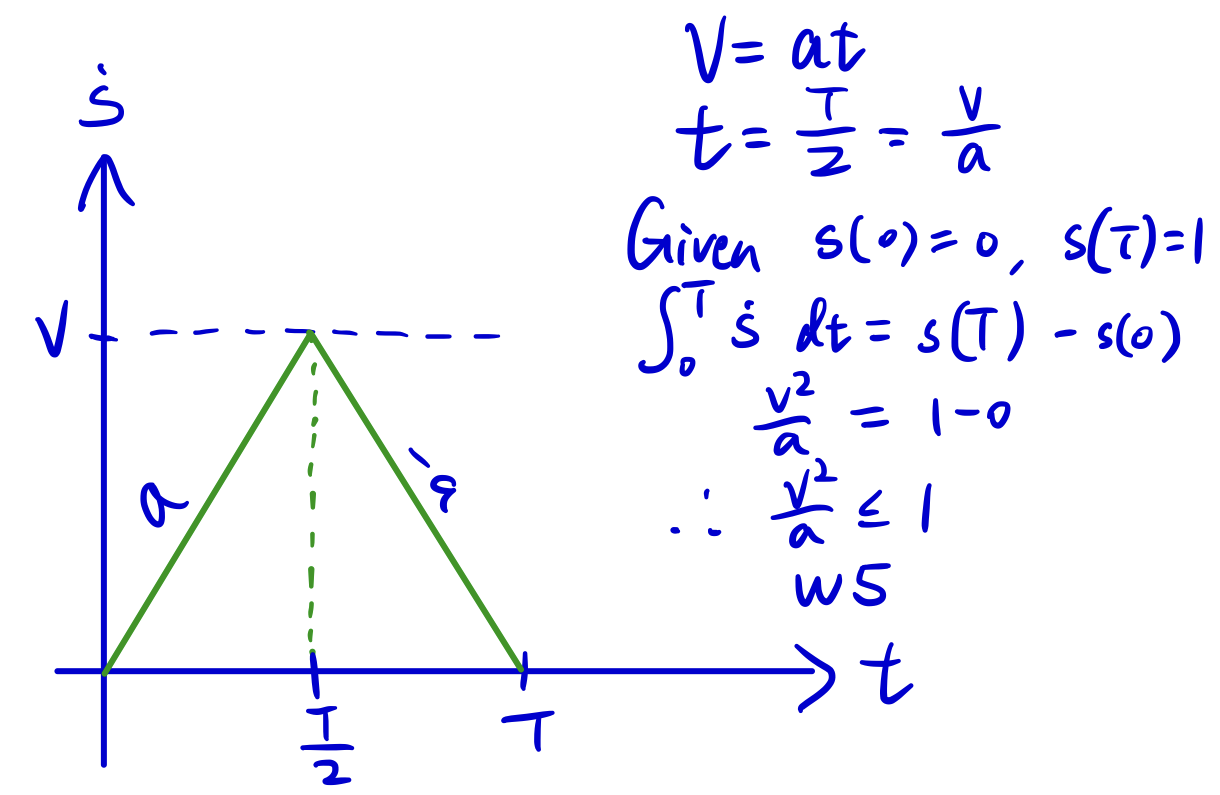 ṡ
V
a
-a
T/2
T
t
V = at
t = T/2 = V/a
Given s(0) = 0, s(T) = 1
∫₀ᵀ ṡ dt = s(T) - s(0)
V²/a = 1 - 0
∴ V²/a ≤ 1
W5